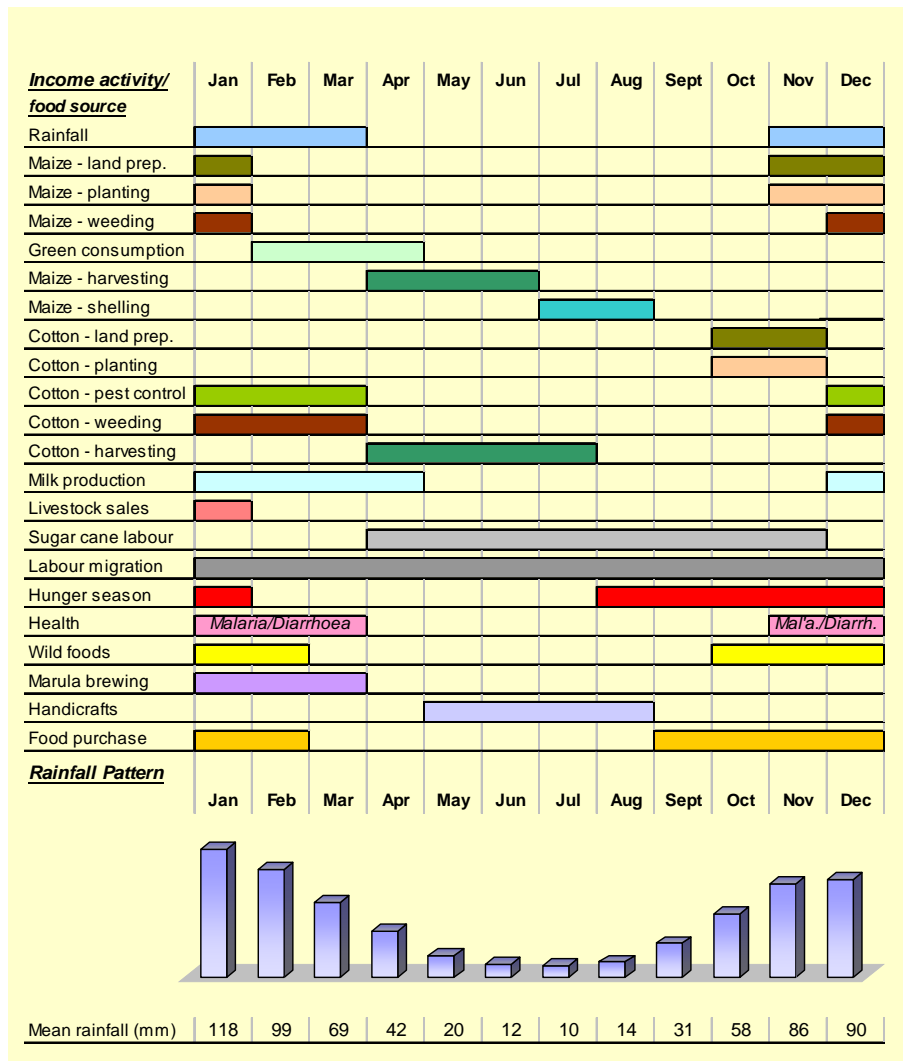 Income activity/ Jan Feb Mar Apr May Jun Jul Aug Sept Oct Nov Dec
food source
Rainfall
Maize - land prep.
Maize - planting
Maize - weeding
Green consumption
Maize - harvesting
Maize - shelling
Cotton - land prep.
Cotton - planting
Cotton - pest control
Cotton - weeding
Cotton - harvesting
Milk production
Livestock sales
Sugar cane labour
Labour migration
Hunger season
Health Malaria/Diarrhoea Mal'a./Diarrh.
Wild foods
Marula brewing
Handicrafts
Food purchase
Rainfall Pattern
Jan Feb Mar Apr May Jun Jul Aug Sept Oct Nov Dec
Mean rainfall (mm) 118 99 69 42 20 12 10 14 31 58 86 90